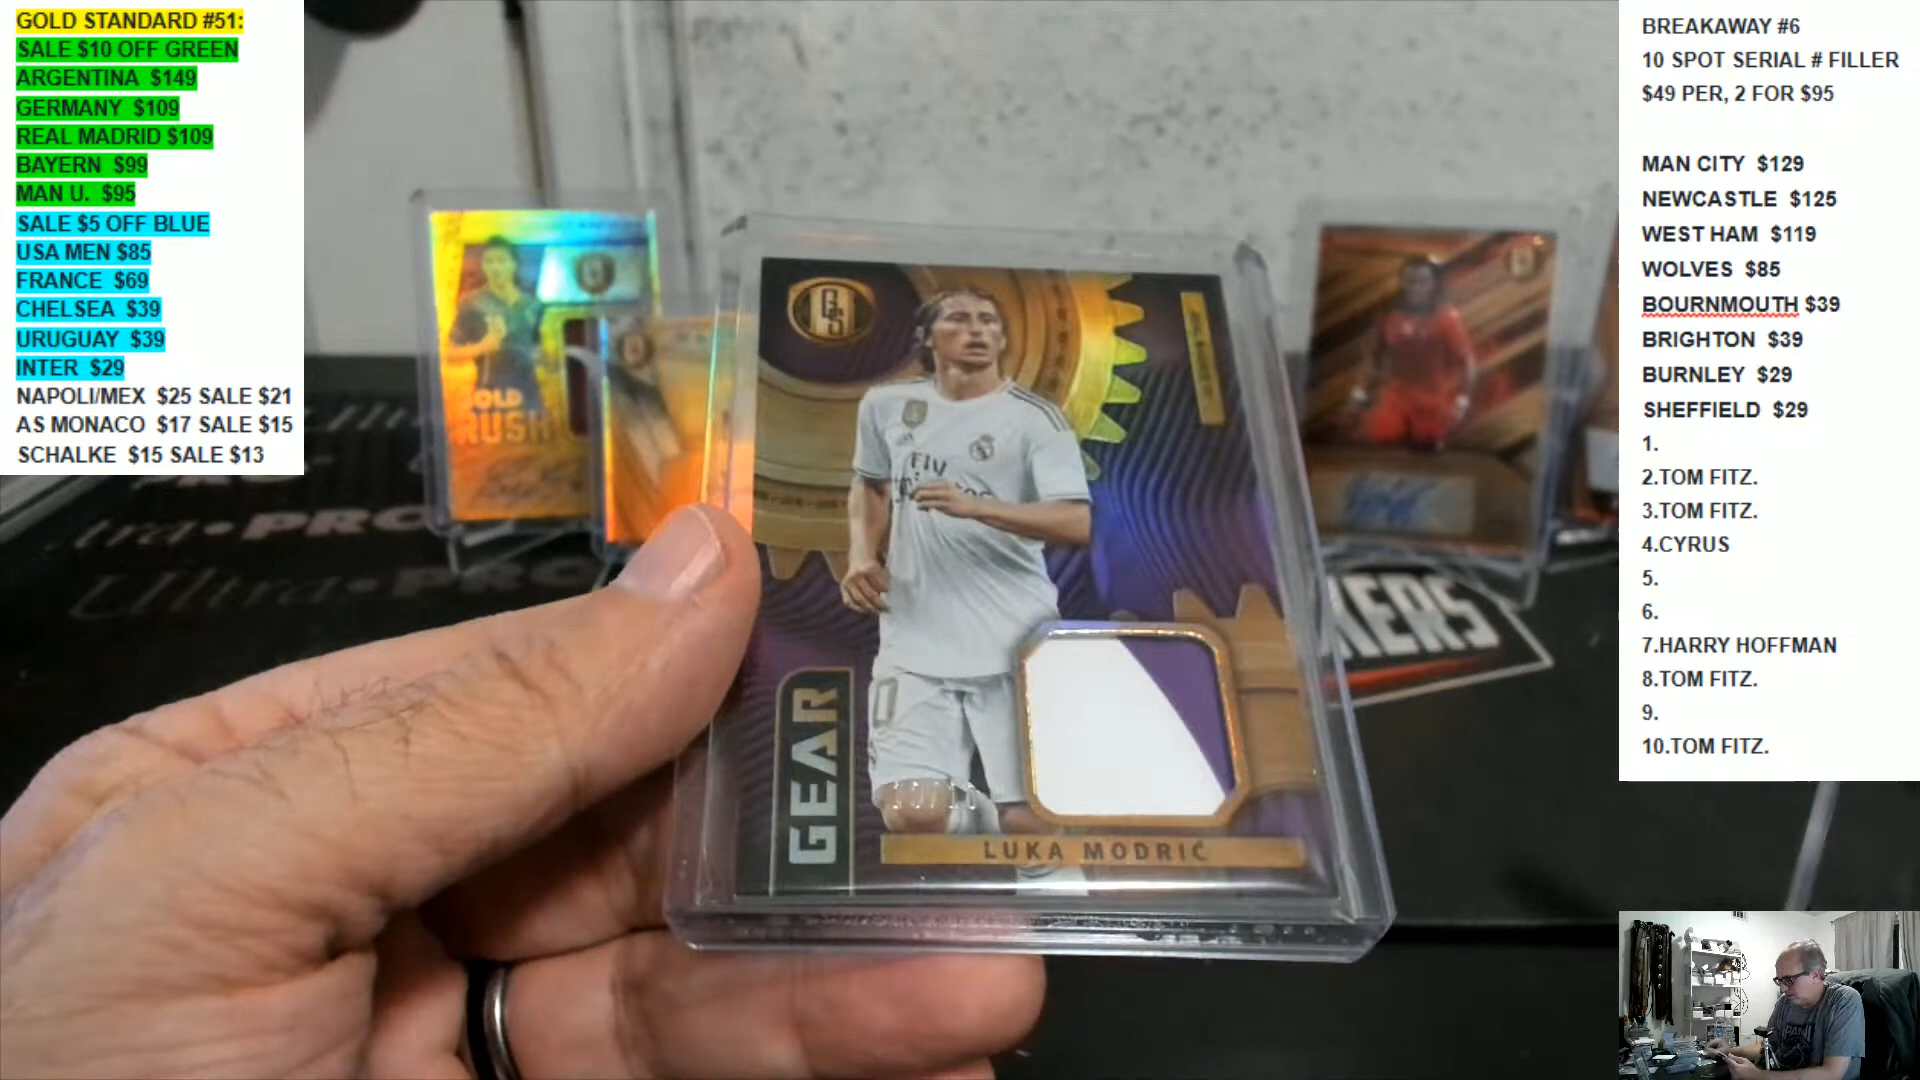 GOLD STANDARD #51:
SALE $10 OFF GREEN
ARGENTINA $149
GERMANY $109
REAL MADRID $109
BAYERN $99
MAN U. $95
SALE $5 OFF BLUE
USA MEN $85
FRANCE $69
CHELSEA $39
URUGUAY $39
INTER $29
NAPOLI/MEX $25 SALE $21
AS MONACO $17 SALE $15
SCHALKE $15 SALE $13
BREAKAWAY #6
10 SPOT SERIAL # FILLER
$49 PER, 2 FOR $95
MAN CITY $129
NEWCASTLE $125
WEST HAM $119
WOLVES $85
BOURNMOUTH $39
BRIGHTON $39
BURNLEY $29
SHEFFIELD $29
1.
2.TOM FITZ.
3.TOM FITZ.
4.CYRUS
5.
6.
7.HARRY HOFFMAN
8.TOM FITZ.
9.
10.TOM FITZ.
GS
Fly
GOLD
RUSH
GEAR
LUKA MODRIĆ
Ultra PRO
KERS